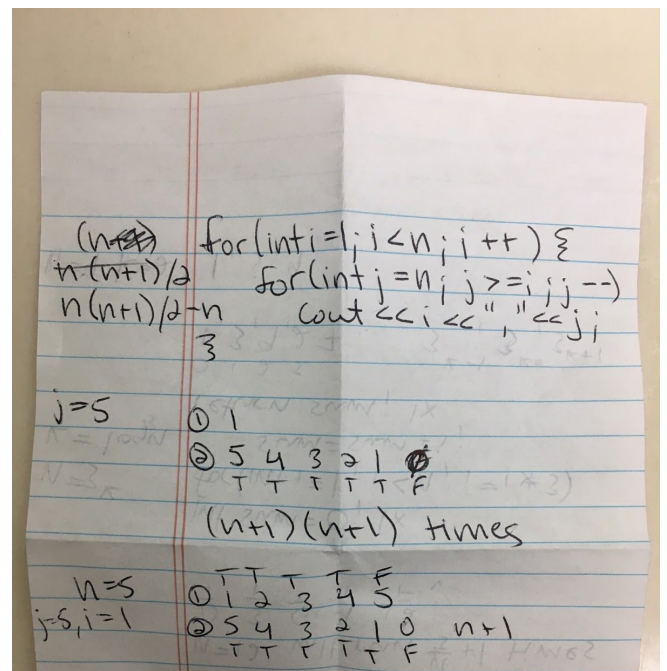 for(int i=1; i<n; i++) {
n(n+1)/2 for(int j=n; j>=i; j--)
n(n+1)/2-n cout << i << "," << j;
}
j=5 ① 1
② 5 4 3 2 1
T T T T T F
(n+1)(n+1) times
T T T T F
n=5 ① 1 2 3 4 5
j=5, i=1 ② 5 4 3 2 1 0 n+1
T T T T T F